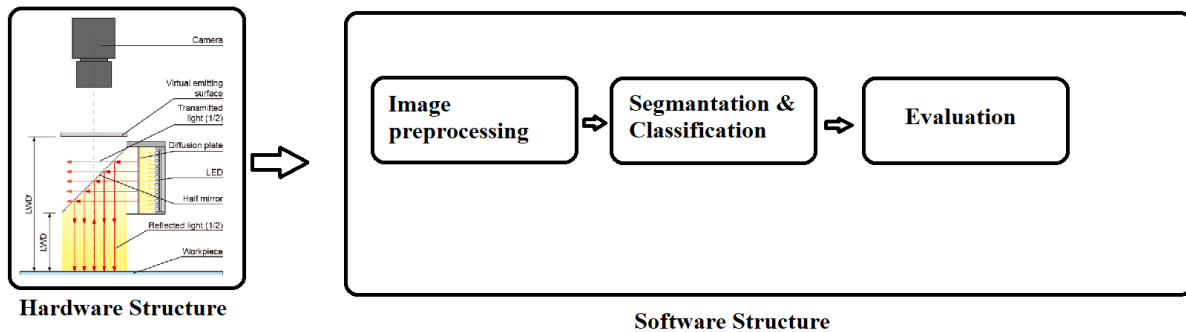 Camera
Virtual emitting
surface
Transmitted
light (1/2)
Diffusion plate
LED
Half mirror
Reflected light (1/2)
Workpiece
LWD'
LWD
Hardware Structure
Image
preprocessing
Segmantation &
Classification
Evaluation
Software Structure